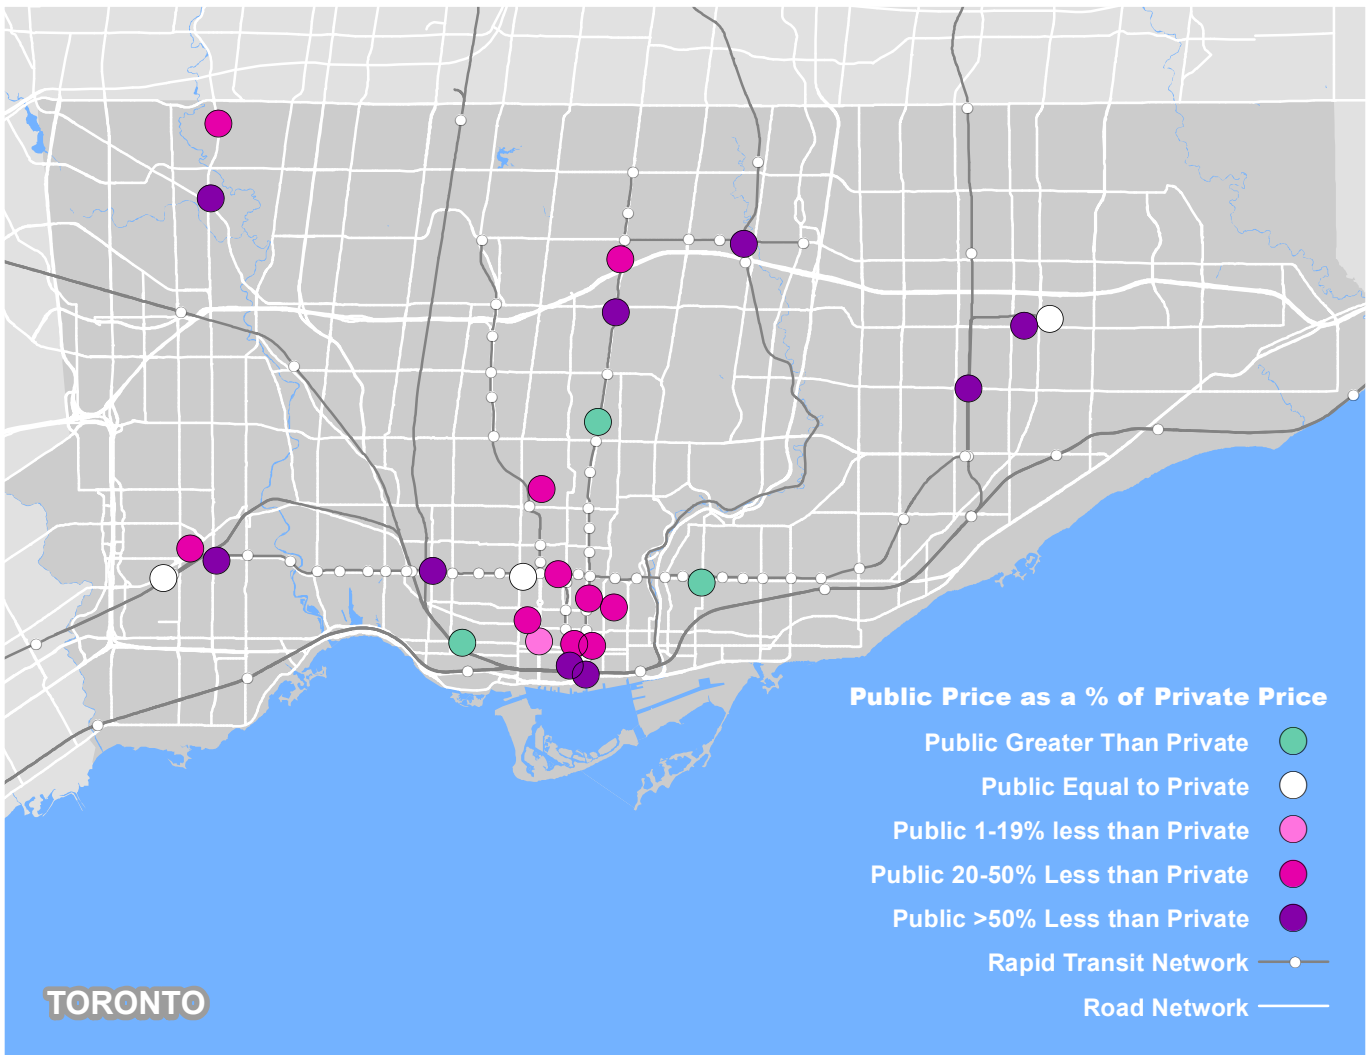 Public Price as a % of Private Price
Public Greater Than Private
Public Equal to Private
Public 1-19% less than Private
Public 20-50% Less than Private
Public >50% Less than Private
Rapid Transit Network
Road Network
TORONTO